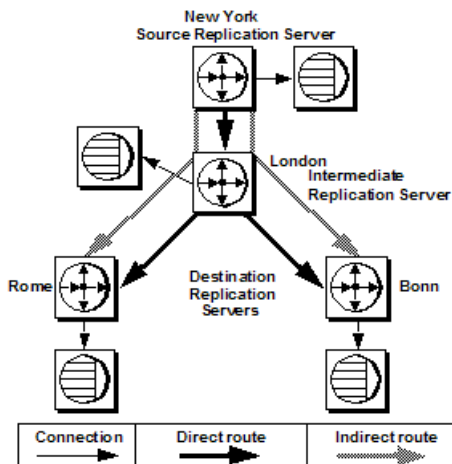 New York
Source Replication Server
London
Intermediate
Replication Server
Rome
Destination
Replication
Servers
Bonn
Connection
Direct route
Indirect route